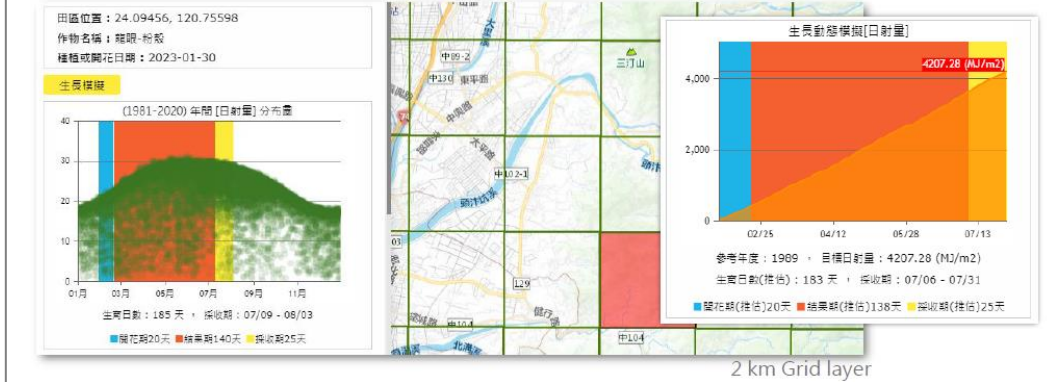 田區位置：24.09456, 120.75598
作物名稱：龍眼-粉殼
種植或開花日期：2023-01-30
生長模擬
(1981-2020) 年間 [日射量] 分布圖
40
30
20
10
0
01月 03月 05月 07月 09月 11月
生育日數：185 天 ， 採收期：07/09 - 08/03
開花期20天 結果期140天 採收期25天
中89-2
中130 東平路
中興路
太平路
中102-1
頭汴坑溪
129
中104
中104
三汀山
生長動態模擬[日射量]
4207.28 (MJ/m2)
4,000
2,000
0
02/25 04/12 05/28 07/13
參考年度：1989 ， 目標日射量：4207.28 (MJ/m2)
生育日數(推估)：183 天 ， 採收期：07/06 - 07/31
開花期(推估)20天 結果期(推估)138天 採收期(推估)25天
2 km Grid layer